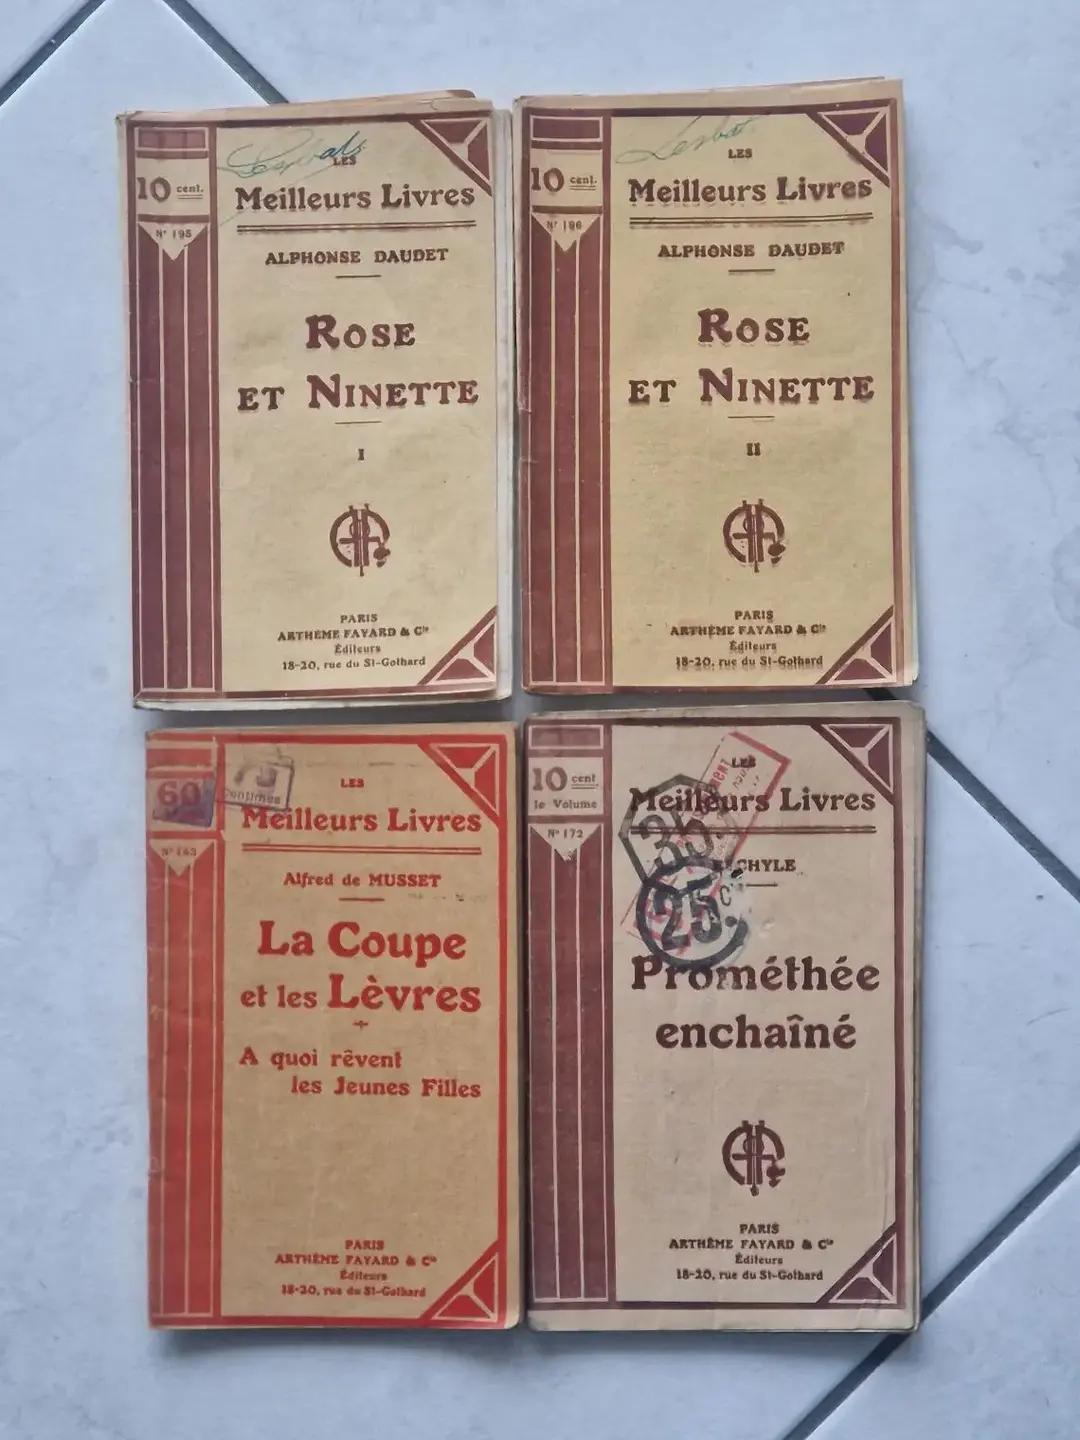 10 cent.
N° 195
LES
Meilleurs Livres
ALPHONSE DAUDET
ROSE
ET NINETTE
I
PARIS
ARTHÈME FAYARD & Cie
Éditeurs
18-20, rue du St-Gothard
10 cent.
N° 196
LES
Meilleurs Livres
ALPHONSE DAUDET
ROSE
ET NINETTE
II
PARIS
ARTHÈME FAYARD & Cie
Éditeurs
18-20, rue du St-Gothard
60 centimes
LES
Meilleurs Livres
Alfred de MUSSET
La Coupe
et les Lèvres
A quoi rêvent
les Jeunes Filles
PARIS
ARTHÈME FAYARD & Cie
Éditeurs
18-20, rue du St-Gothard
10 cent
le Volume
N° 172
LES
Meilleurs Livres
35
ESCHYLE
25c.
Prométhée
enchaîné
PARIS
ARTHÈME FAYARD & Cie
Éditeurs
18-20, rue du St-Gothard